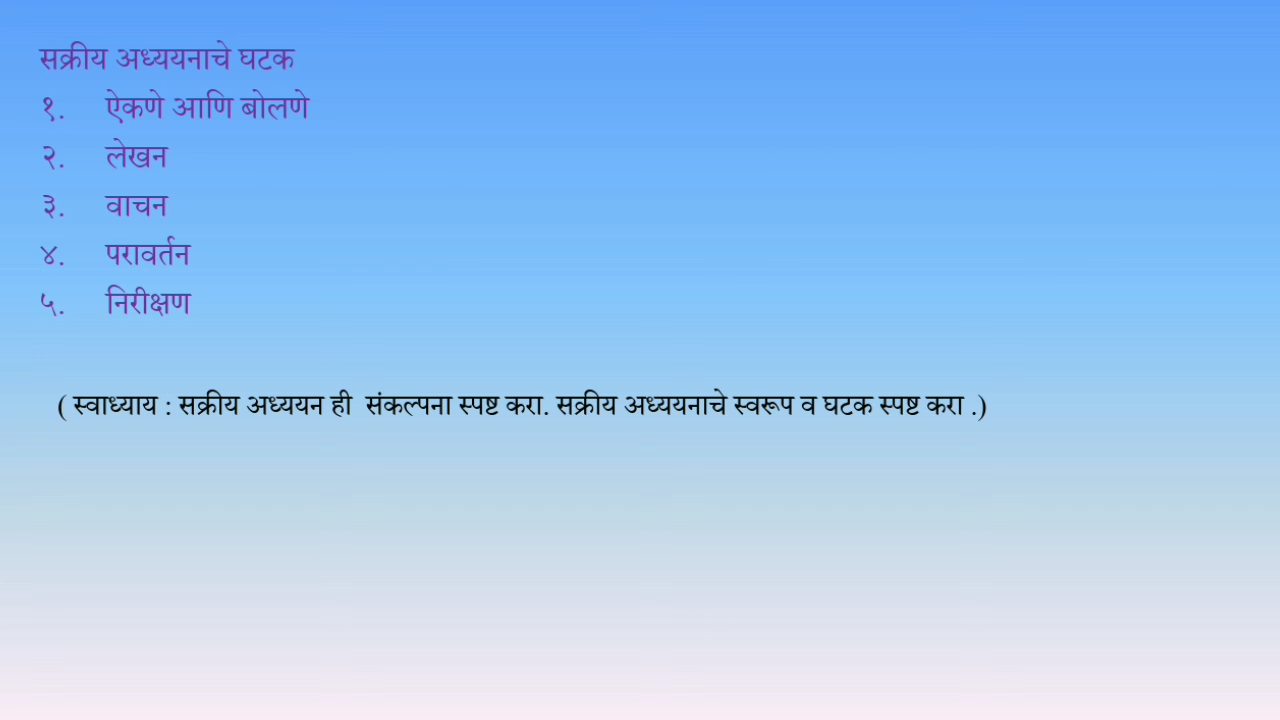 सक्रीय अध्ययनाचे घटक
१. ऐकणे आणि बोलणे
२. लेखन
३. वाचन
४. परावर्तन
५. निरीक्षण
( स्वाध्याय : सक्रीय अध्ययन ही संकल्पना स्पष्ट करा. सक्रीय अध्ययनाचे स्वरूप व घटक स्पष्ट करा .)